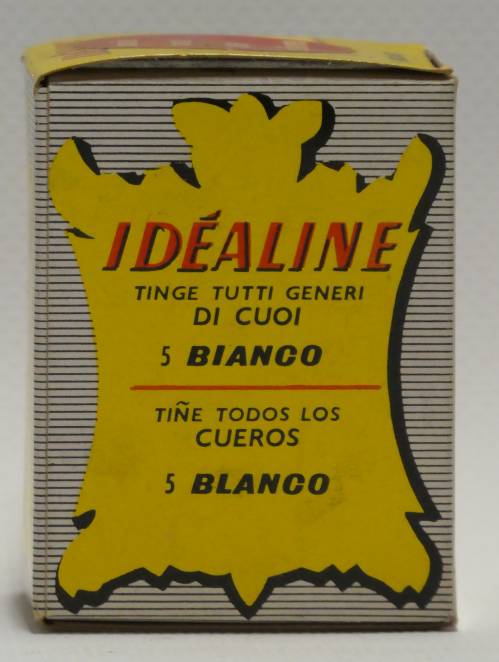 IDÉALINE
TINGE TUTTI GENERI
DI CUOI
5 BIANCO
TIÑE TODOS LOS
CUEROS
5 BLANCO